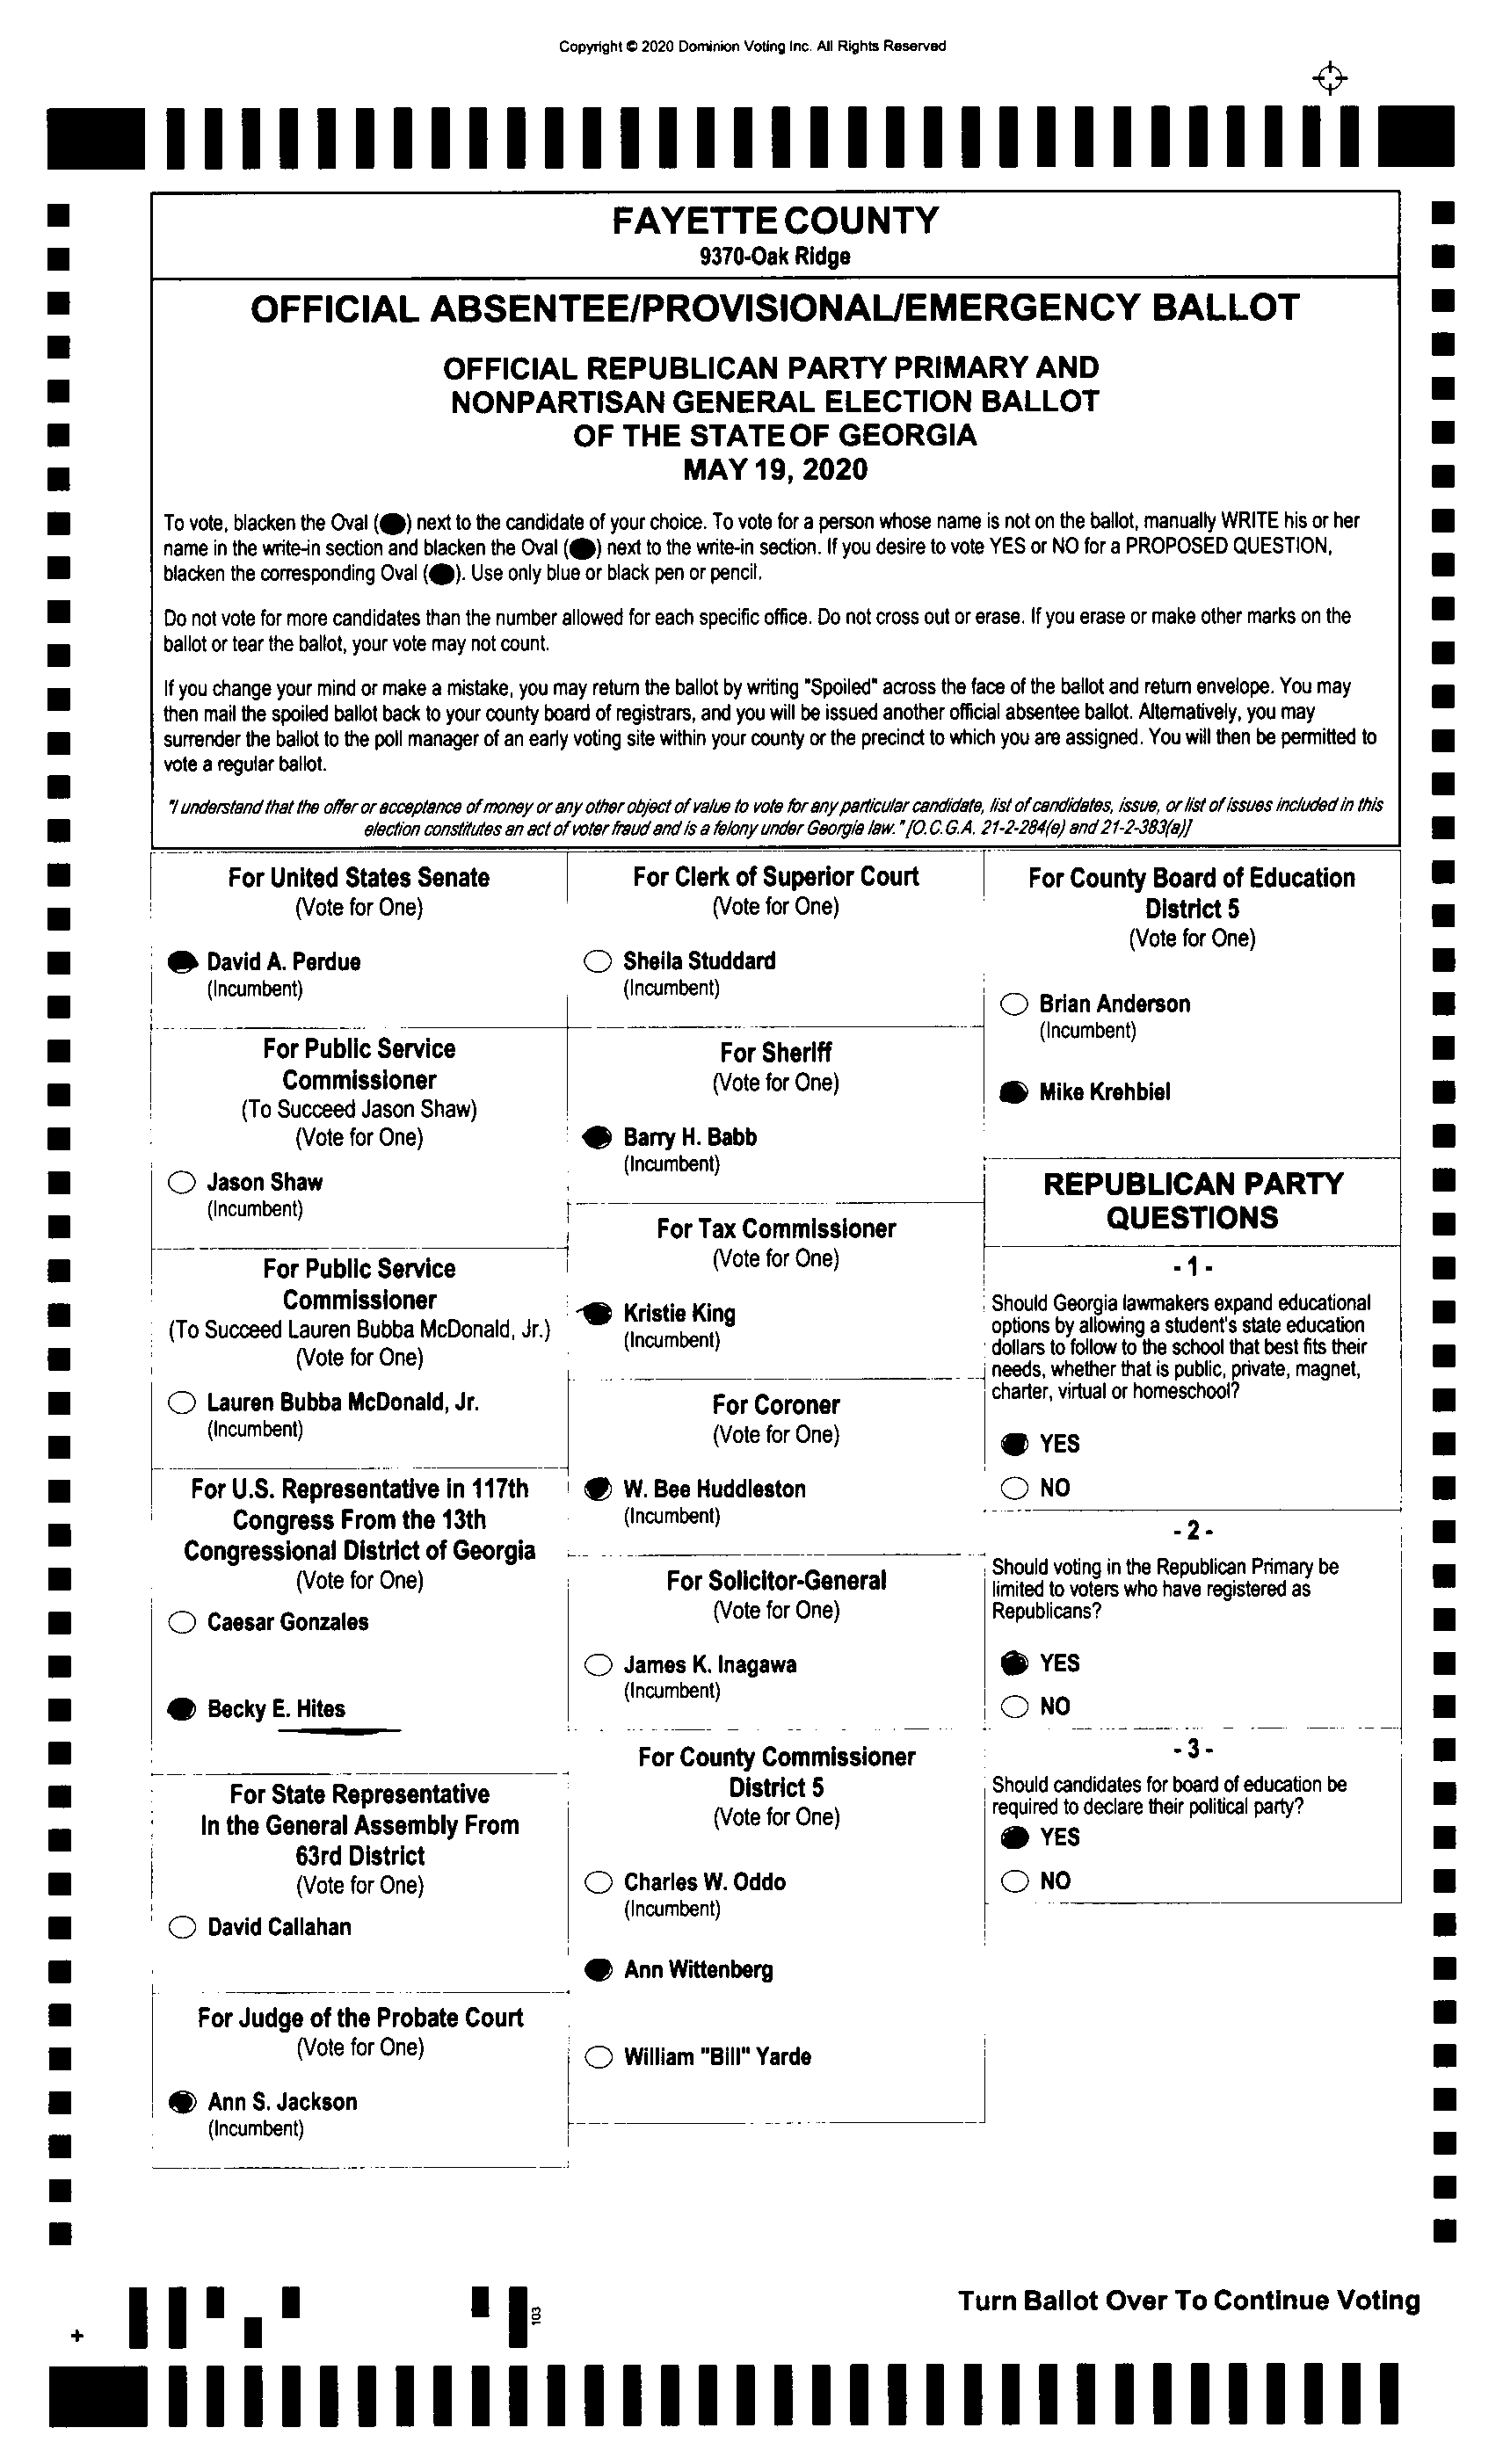 Copyright © 2020 Dominion Voting Inc. All Rights Reserved
FAYETTE COUNTY
9370-Oak Ridge
OFFICIAL ABSENTEE/PROVISIONAL/EMERGENCY BALLOT
OFFICIAL REPUBLICAN PARTY PRIMARY AND
NONPARTISAN GENERAL ELECTION BALLOT
OF THE STATE OF GEORGIA
MAY 19, 2020
To vote, blacken the Oval () next to the candidate of your choice. To vote for a person whose name is not on the ballot, manually WRITE his or her
name in the write-in section and blacken the Oval () next to the write-in section. If you desire to vote YES or NO for a PROPOSED QUESTION,
blacken the corresponding Oval (). Use only blue or black pen or pencil.
Do not vote for more candidates than the number allowed for each specific office. Do not cross out or erase. If you erase or make other marks on the
ballot or tear the ballot, your vote may not count.
If you change your mind or make a mistake, you may return the ballot by writing "Spoiled" across the face of the ballot and return envelope. You may
then mail the spoiled ballot back to your county board of registrars, and you will be issued another official absentee ballot. Alternatively, you may
surrender the ballot to the poll manager of an early voting site within your county or the precinct to which you are assigned. You will then be permitted to
vote a regular ballot.
"I understand that the offer or acceptance of money or any other object of value to vote for any particular candidate, list of candidates, issue, or list of issues included in this
election constitutes an act of voter fraud and is a felony under Georgia law." [O.C.G.A. 21-2-284(e) and 21-2-383(a)]
For United States Senate
(Vote for One)
David A. Perdue
(Incumbent)
For Public Service
Commissioner
(To Succeed Jason Shaw)
(Vote for One)
Jason Shaw
(Incumbent)
For Public Service
Commissioner
(To Succeed Lauren Bubba McDonald, Jr.)
(Vote for One)
Lauren Bubba McDonald, Jr.
(Incumbent)
For U.S. Representative in 117th
Congress From the 13th
Congressional District of Georgia
(Vote for One)
Caesar Gonzales
Becky E. Hites
For State Representative
In the General Assembly From
63rd District
(Vote for One)
David Callahan
For Judge of the Probate Court
(Vote for One)
Ann S. Jackson
(Incumbent)
For Clerk of Superior Court
(Vote for One)
Sheila Studdard
(Incumbent)
For Sheriff
(Vote for One)
Barry H. Babb
(Incumbent)
For Tax Commissioner
(Vote for One)
Kristie King
(Incumbent)
For Coroner
(Vote for One)
W. Bee Huddleston
(Incumbent)
For Solicitor-General
(Vote for One)
James K. Inagawa
(Incumbent)
For County Commissioner
District 5
(Vote for One)
Charles W. Oddo
(Incumbent)
Ann Wittenberg
William "Bill" Yarde
For County Board of Education
District 5
(Vote for One)
Brian Anderson
(Incumbent)
Mike Krehbiel
REPUBLICAN PARTY
QUESTIONS
- 1 -
Should Georgia lawmakers expand educational
options by allowing a student's state education
dollars to follow to the school that best fits their
needs, whether that is public, private, magnet,
charter, virtual or homeschool?
YES
NO
- 2 -
Should voting in the Republican Primary be
limited to voters who have registered as
Republicans?
YES
NO
- 3 -
Should candidates for board of education be
required to declare their political party?
YES
NO
Turn Ballot Over To Continue Voting
103
+